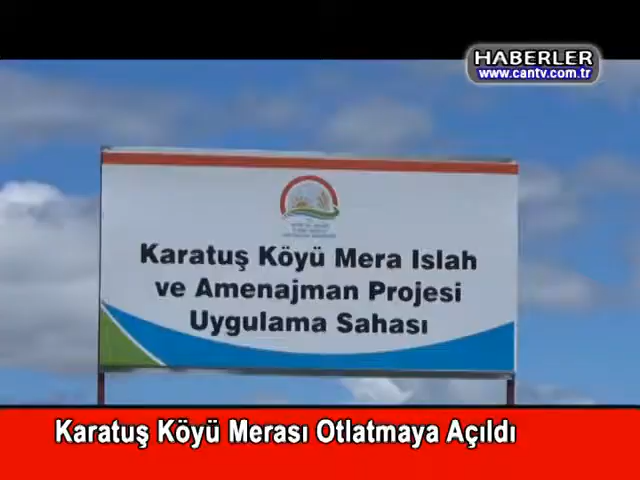 HABERLER
www.cantv.com.tr
Karatuş Köyü Mera Islah
ve Amenajman Projesi
Uygulama Sahası
Karatuş Köyü Merası Otlatmaya Açıldı